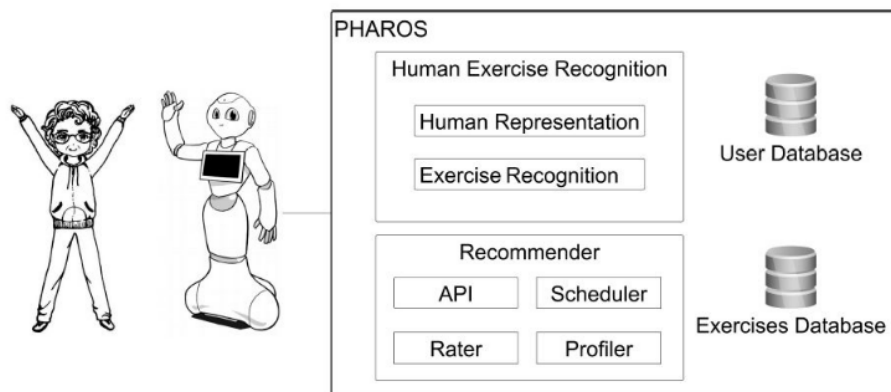 PHAROS
Human Exercise Recognition
Human Representation
Exercise Recognition
User Database
Recommender
API
Scheduler
Rater
Profiler
Exercises Database